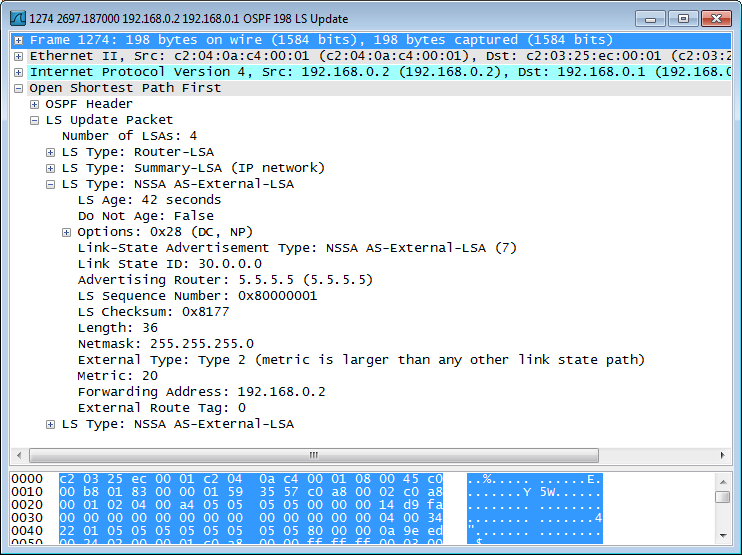 1274 2697.187000 192.168.0.2 192.168.0.1 OSPF 198 LS Update
Frame 1274: 198 bytes on wire (1584 bits), 198 bytes captured (1584 bits)
Ethernet II, Src: c2:04:0a:c4:00:01 (c2:04:0a:c4:00:01), Dst: c2:03:25:ec:00:01 (c2:03:2
Internet Protocol Version 4, Src: 192.168.0.2 (192.168.0.2), Dst: 192.168.0.1 (192.168.0
Open Shortest Path First
OSPF Header
LS Update Packet
Number of LSAs: 4
LS Type: Router-LSA
LS Type: Summary-LSA (IP network)
LS Type: NSSA AS-External-LSA
LS Age: 42 seconds
Do Not Age: False
Options: 0x28 (DC, NP)
Link-State Advertisement Type: NSSA AS-External-LSA (7)
Link State ID: 30.0.0.0
Advertising Router: 5.5.5.5 (5.5.5.5)
LS Sequence Number: 0x80000001
LS Checksum: 0x8177
Length: 36
Netmask: 255.255.255.0
External Type: Type 2 (metric is larger than any other link state path)
Metric: 20
Forwarding Address: 192.168.0.2
External Route Tag: 0
LS Type: NSSA AS-External-LSA
0000 c2 03 25 ec 00 01 c2 04 0a c4 00 01 08 00 45 c0 ..%..... ......E.
0010 00 b8 01 83 00 00 01 59 35 57 c0 a8 00 02 c0 a8 .......Y 5W......
0020 00 01 02 04 00 a4 05 05 05 05 00 00 00 14 d9 fa ........ ........
0030 00 00 00 00 00 00 00 00 00 00 00 00 00 04 00 34 ........ .......4
0040 22 01 05 05 05 05 05 05 05 05 80 00 00 0a 9e ed "....... ........